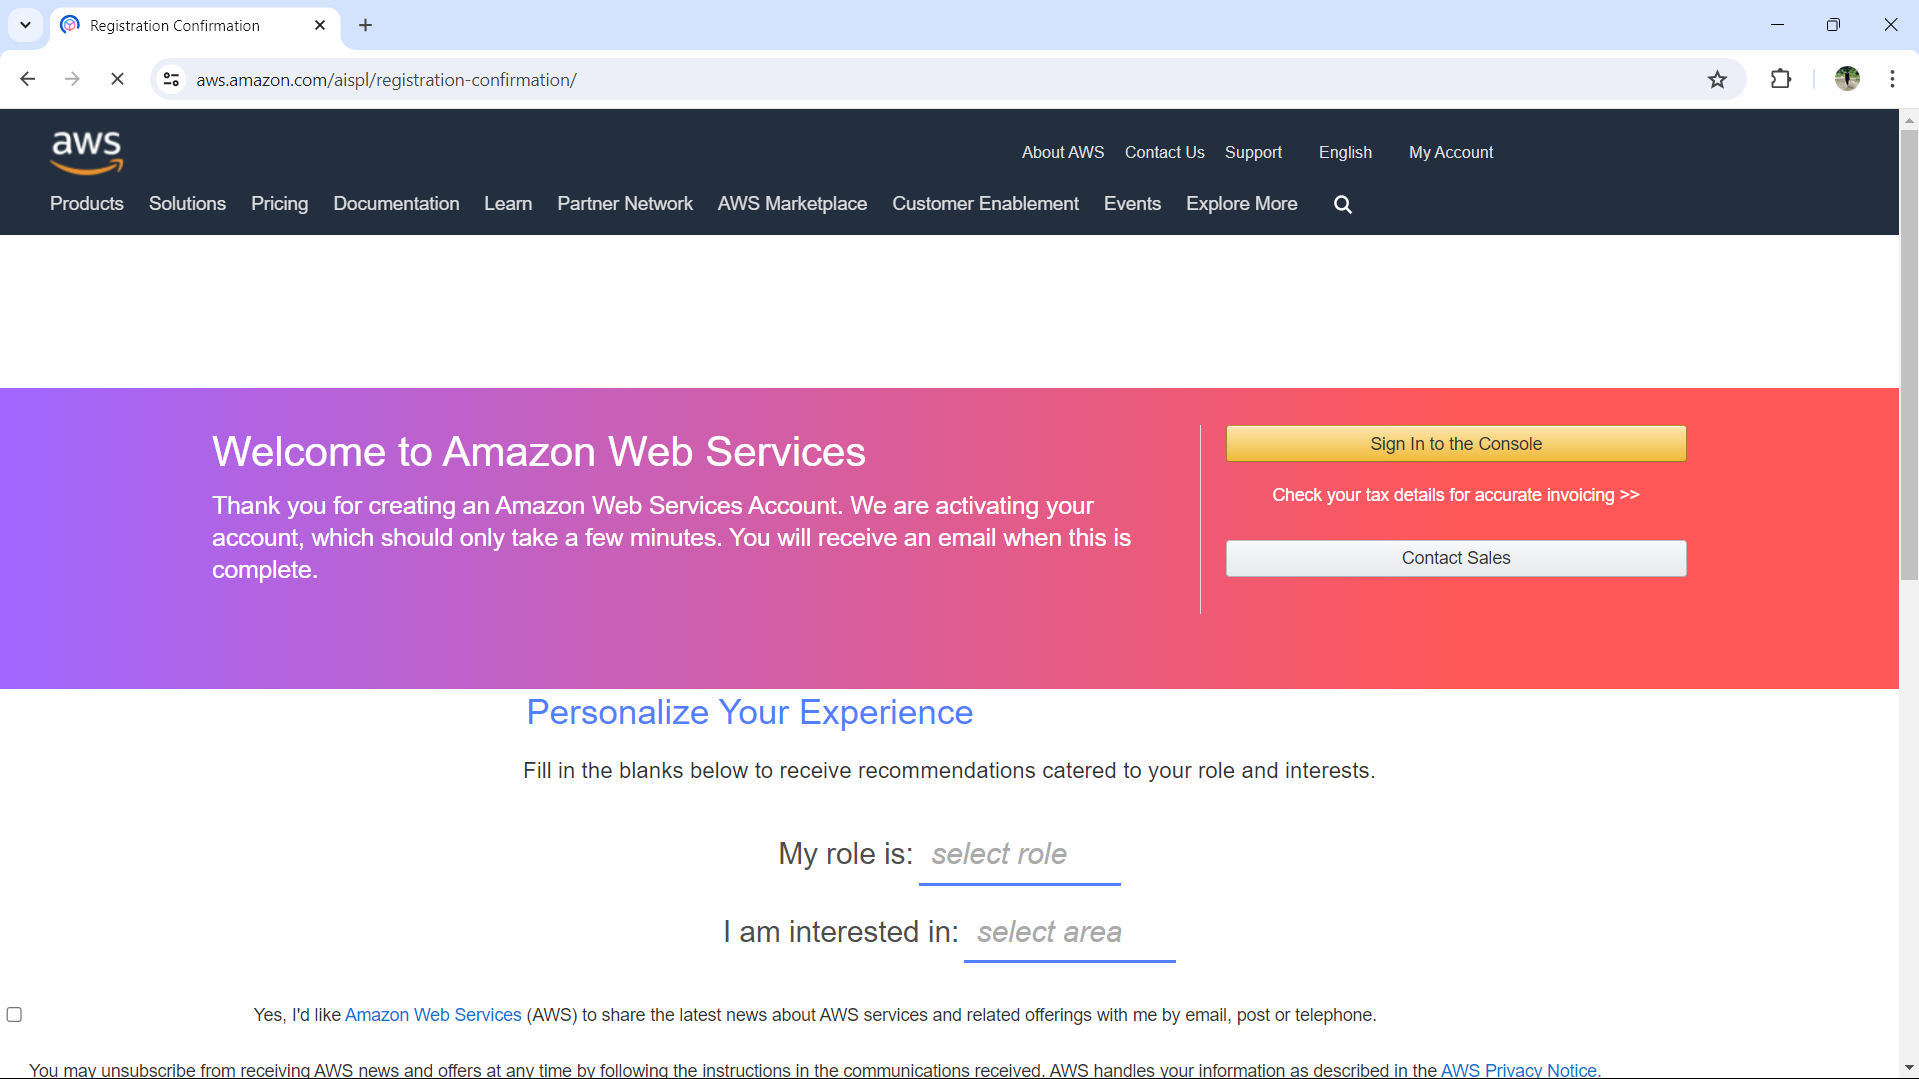 Registration Confirmation
aws.amazon.com/aispl/registration-confirmation/
aws
About AWS Contact Us Support English My Account
Products Solutions Pricing Documentation Learn Partner Network AWS Marketplace Customer Enablement Events Explore More
Welcome to Amazon Web Services
Thank you for creating an Amazon Web Services Account. We are activating your
account, which should only take a few minutes. You will receive an email when this is
complete.
Sign In to the Console
Check your tax details for accurate invoicing >>
Contact Sales
Personalize Your Experience
Fill in the blanks below to receive recommendations catered to your role and interests.
My role is: select role
I am interested in: select area
Yes, I'd like Amazon Web Services (AWS) to share the latest news about AWS services and related offerings with me by email, post or telephone.
You may unsubscribe from receiving AWS news and offers at any time by following the instructions in the communications received. AWS handles your information as described in the AWS Privacy Notice.